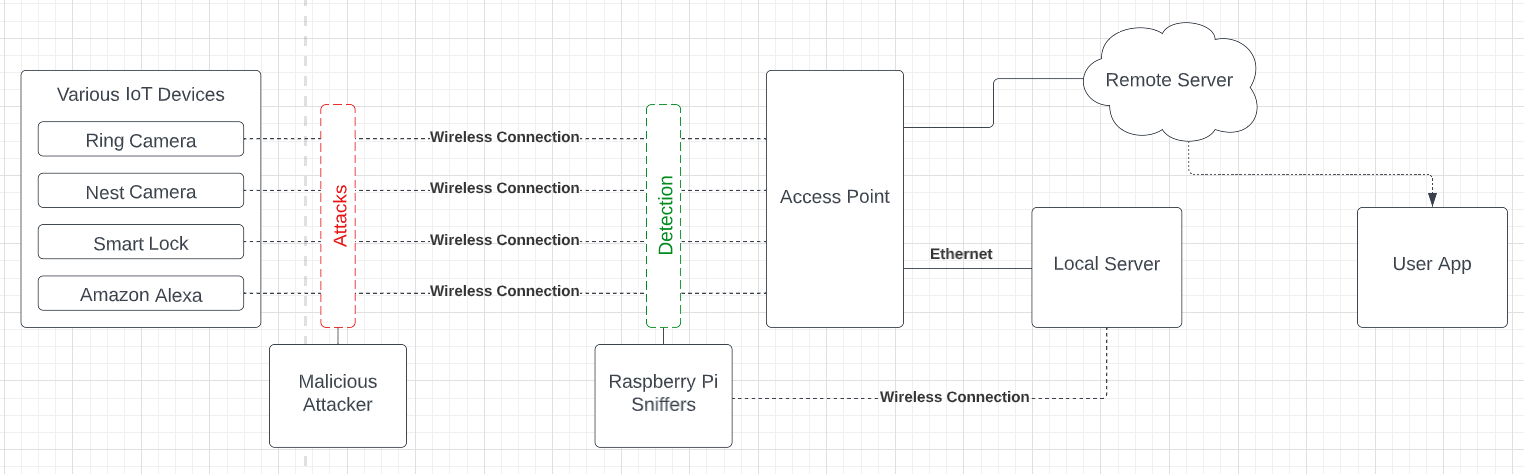 Various IoT Devices
Ring Camera
Nest Camera
Smart Lock
Amazon Alexa
Attacks
Malicious
Attacker
Wireless Connection
Wireless Connection
Wireless Connection
Wireless Connection
Detection
Raspberry Pi
Sniffers
Access Point
Remote Server
Ethernet
Local Server
Wireless Connection
User App